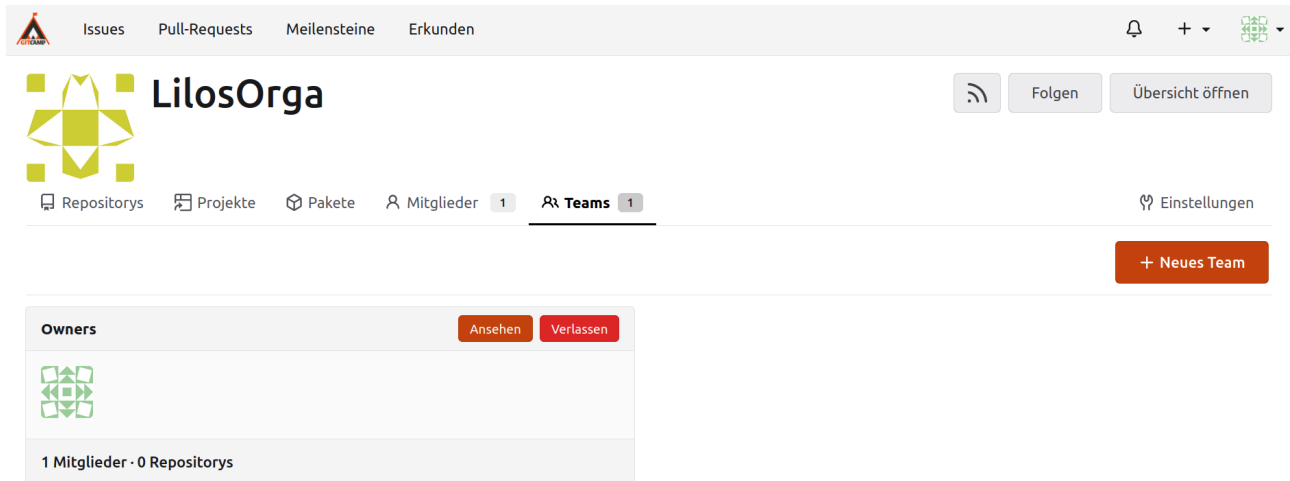 GITCAMP Issues Pull-Requests Meilensteine Erkunden
LilosOrga
Folgen Übersicht öffnen
Repositorys Projekte Pakete Mitglieder 1 Teams 1 Einstellungen
+ Neues Team
Owners Ansehen Verlassen
1 Mitglieder · 0 Repositorys